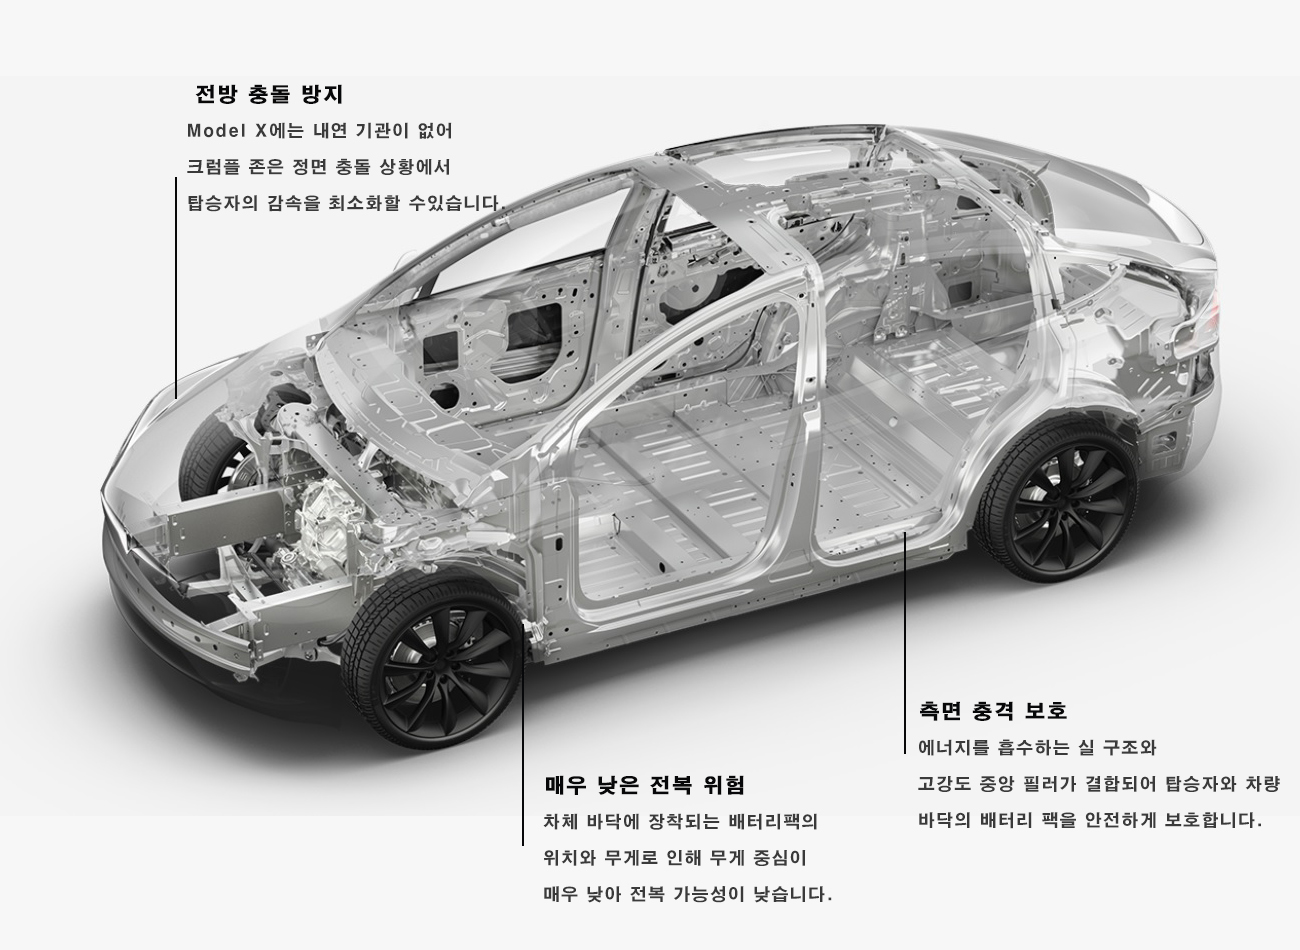 전방 충돌 방지
Model X에는 내연 기관이 없어
크럼플 존은 정면 충돌 상황에서
탑승자의 감속을 최소화할 수있습니다.
측면 충격 보호
에너지를 흡수하는 실 구조와
고강도 중앙 필러가 결합되어 탑승자와 차량
바닥의 배터리 팩을 안전하게 보호합니다.
매우 낮은 전복 위험
차체 바닥에 장착되는 배터리팩의
위치와 무게로 인해 무게 중심이
매우 낮아 전복 가능성이 낮습니다.